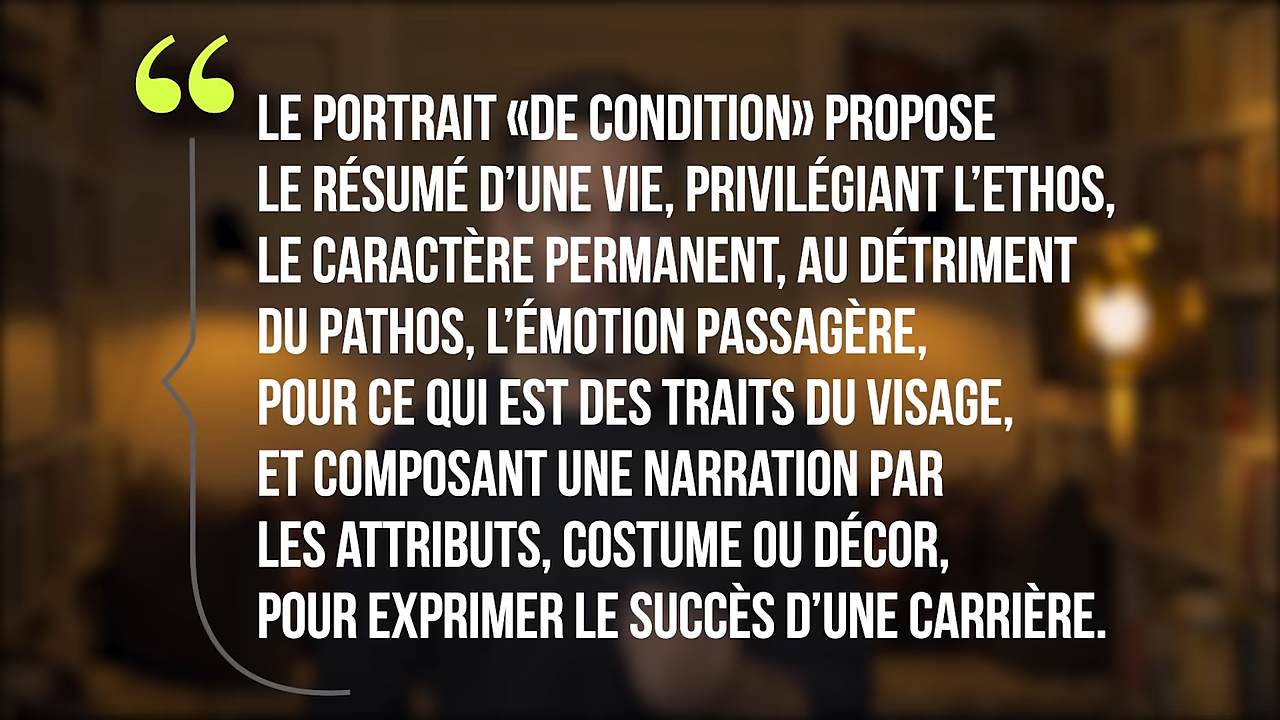 “
LE PORTRAIT «DE CONDITION» PROPOSE
LE RÉSUMÉ D’UNE VIE, PRIVILÉGIANT L’ETHOS,
LE CARACTÈRE PERMANENT, AU DÉTRIMENT
DU PATHOS, L’ÉMOTION PASSAGÈRE,
POUR CE QUI EST DES TRAITS DU VISAGE,
ET COMPOSANT UNE NARRATION PAR
LES ATTRIBUTS, COSTUME OU DÉCOR,
POUR EXPRIMER LE SUCCÈS D’UNE CARRIÈRE.